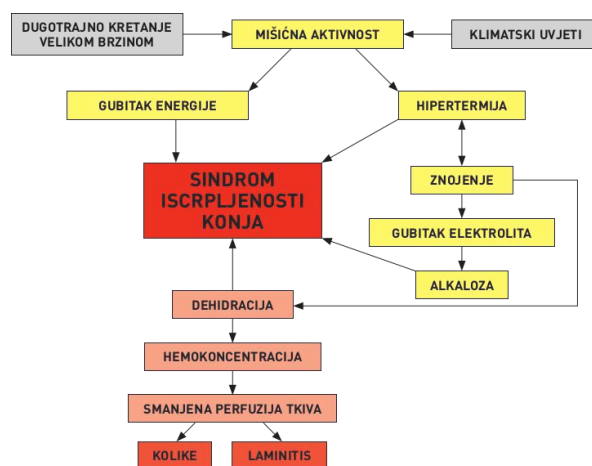 DUGOTRAJNO KRETANJE
VELIKOM BRZINOM
MIŠIĆNA AKTIVNOST
KLIMATSKI UVJETI
GUBITAK ENERGIJE
HIPERTERMIJA
SINDROM
ISCRPLJENOSTI
KONJA
ZNOJENJE
GUBITAK ELEKTROLITA
ALKALOZA
DEHIDRACIJA
HEMOKONCENTRACIJA
SMANJENA PERFUZIJA TKIVA
KOLIKE
LAMINITIS